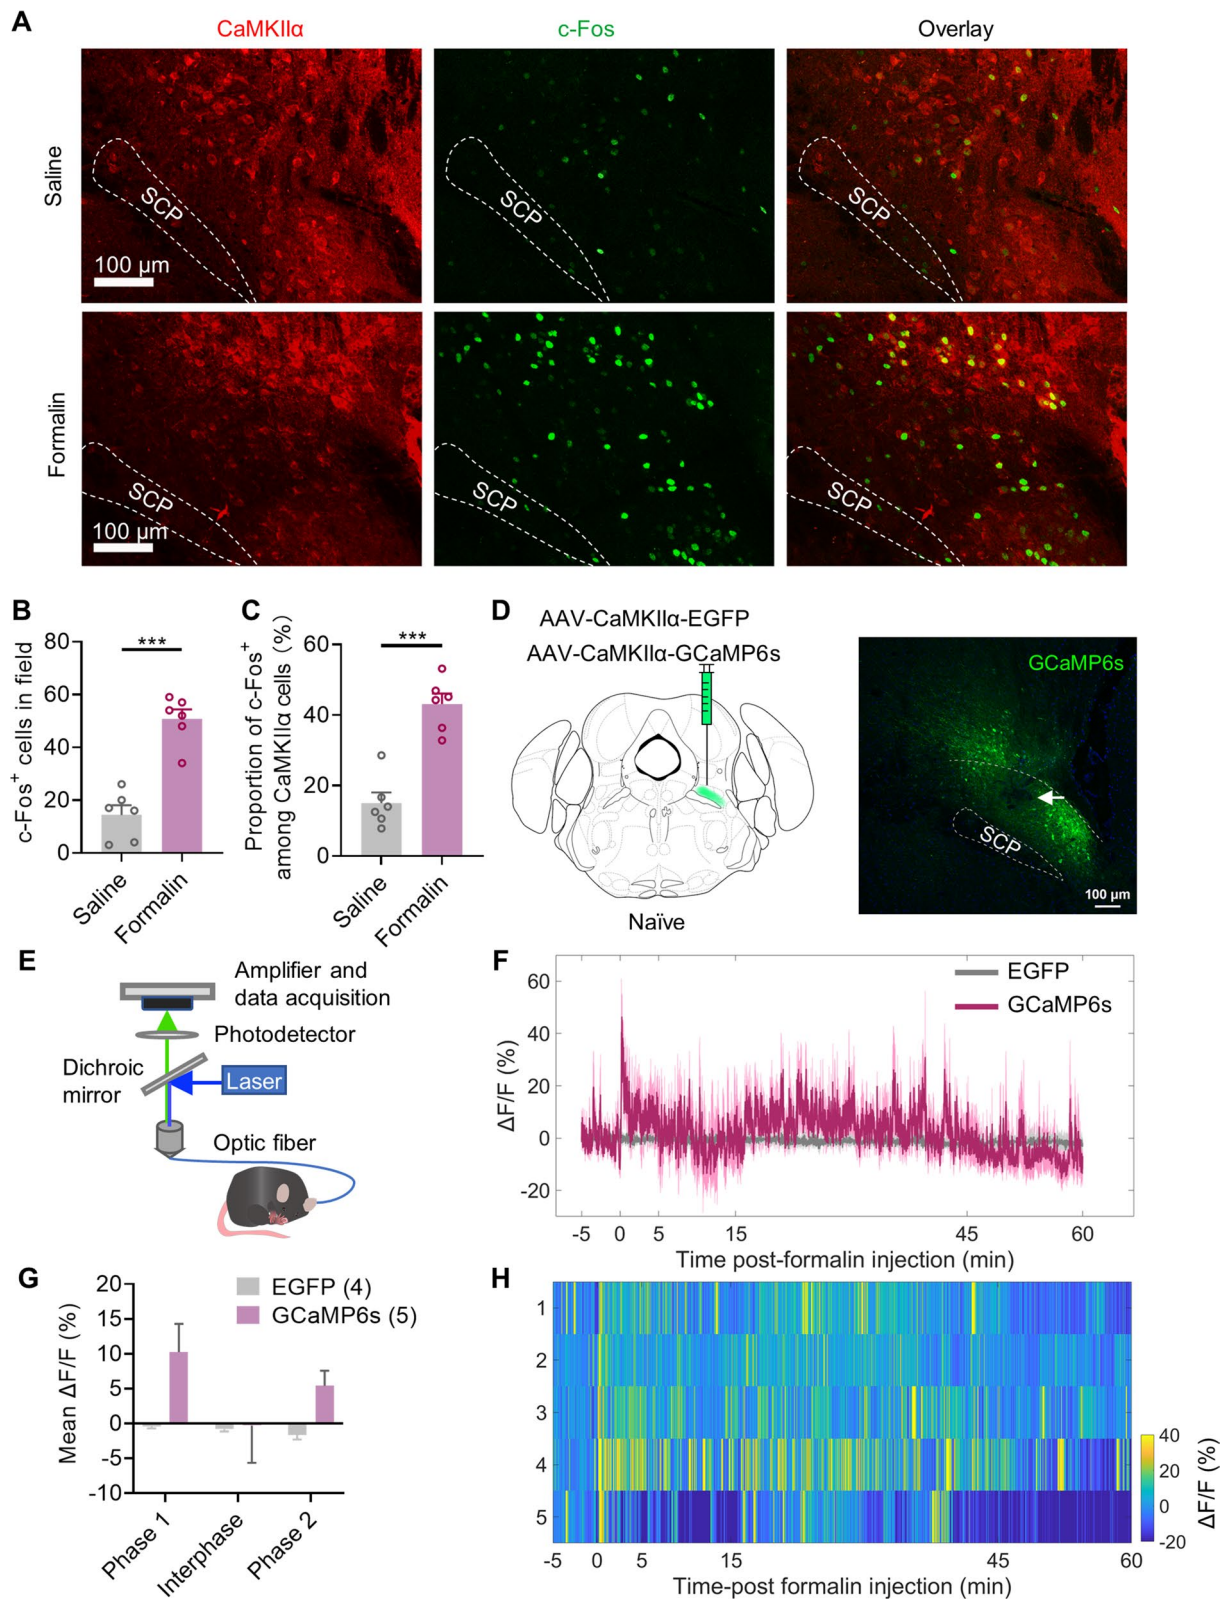 A
CaMKIIα
c-Fos
Overlay
Saline
SCP
SCP
SCP
100 µm
Formalin
SCP
SCP
SCP
100 µm
B
c-Fos+ cells in field
80
60
40
20
0
***
Saline
Formalin
C
Proportion of c-Fos+
among CaMKIIα cells (%)
60
40
20
0
***
Saline
Formalin
D
AAV-CaMKIIα-EGFP
AAV-CaMKIIα-GCaMP6s
Naïve
GCaMP6s
SCP
100 µm
E
Amplifier and
data acquisition
Photodetector
Dichroic
mirror
Laser
Optic fiber
F
ΔF/F (%)
60
40
20
0
-20
EGFP
GCaMP6s
-5 0 5 15 45 60
Time post-formalin injection (min)
G
Mean ΔF/F (%)
20
15
10
5
0
-5
-10
EGFP (4)
GCaMP6s (5)
Phase 1
Interphase
Phase 2
H
1
2
3
4
5
-5 0 5 15 45 60
Time-post formalin injection (min)
40
20
0
-20
ΔF/F (%)